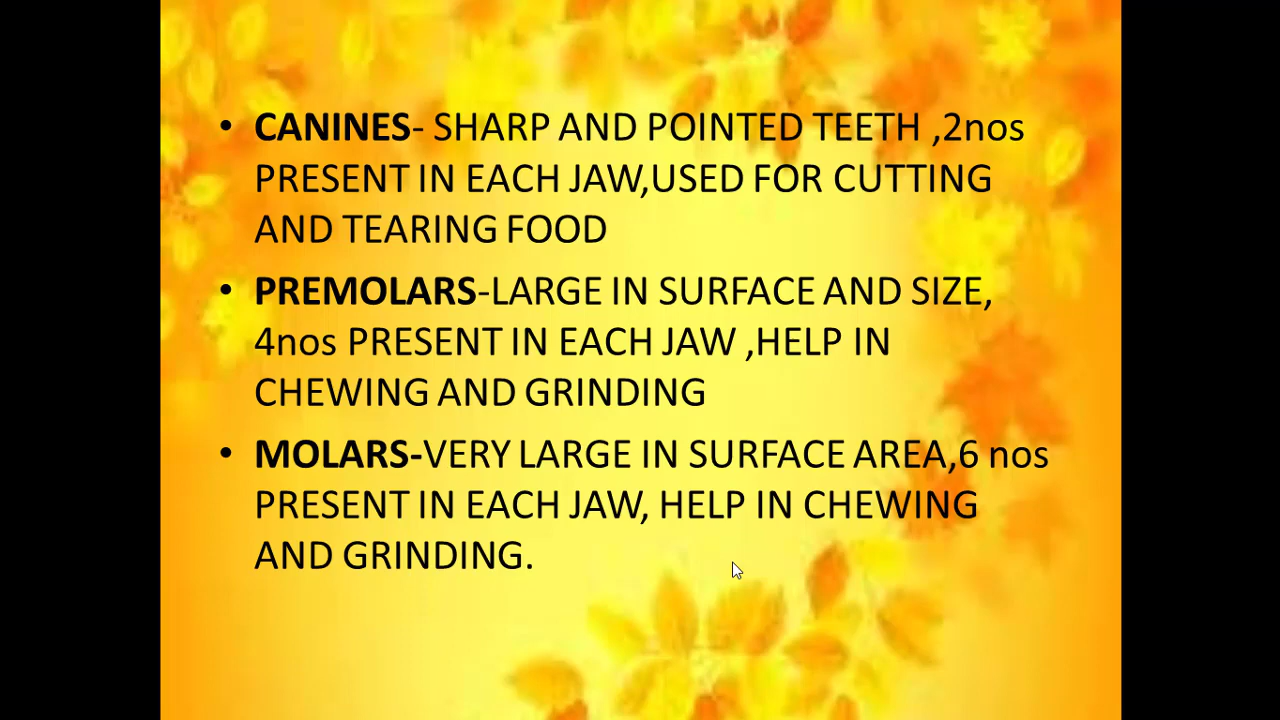 • CANINES- SHARP AND POINTED TEETH ,2nos
PRESENT IN EACH JAW,USED FOR CUTTING
AND TEARING FOOD
• PREMOLARS-LARGE IN SURFACE AND SIZE,
4nos PRESENT IN EACH JAW ,HELP IN
CHEWING AND GRINDING
• MOLARS-VERY LARGE IN SURFACE AREA,6 nos
PRESENT IN EACH JAW, HELP IN CHEWING
AND GRINDING.